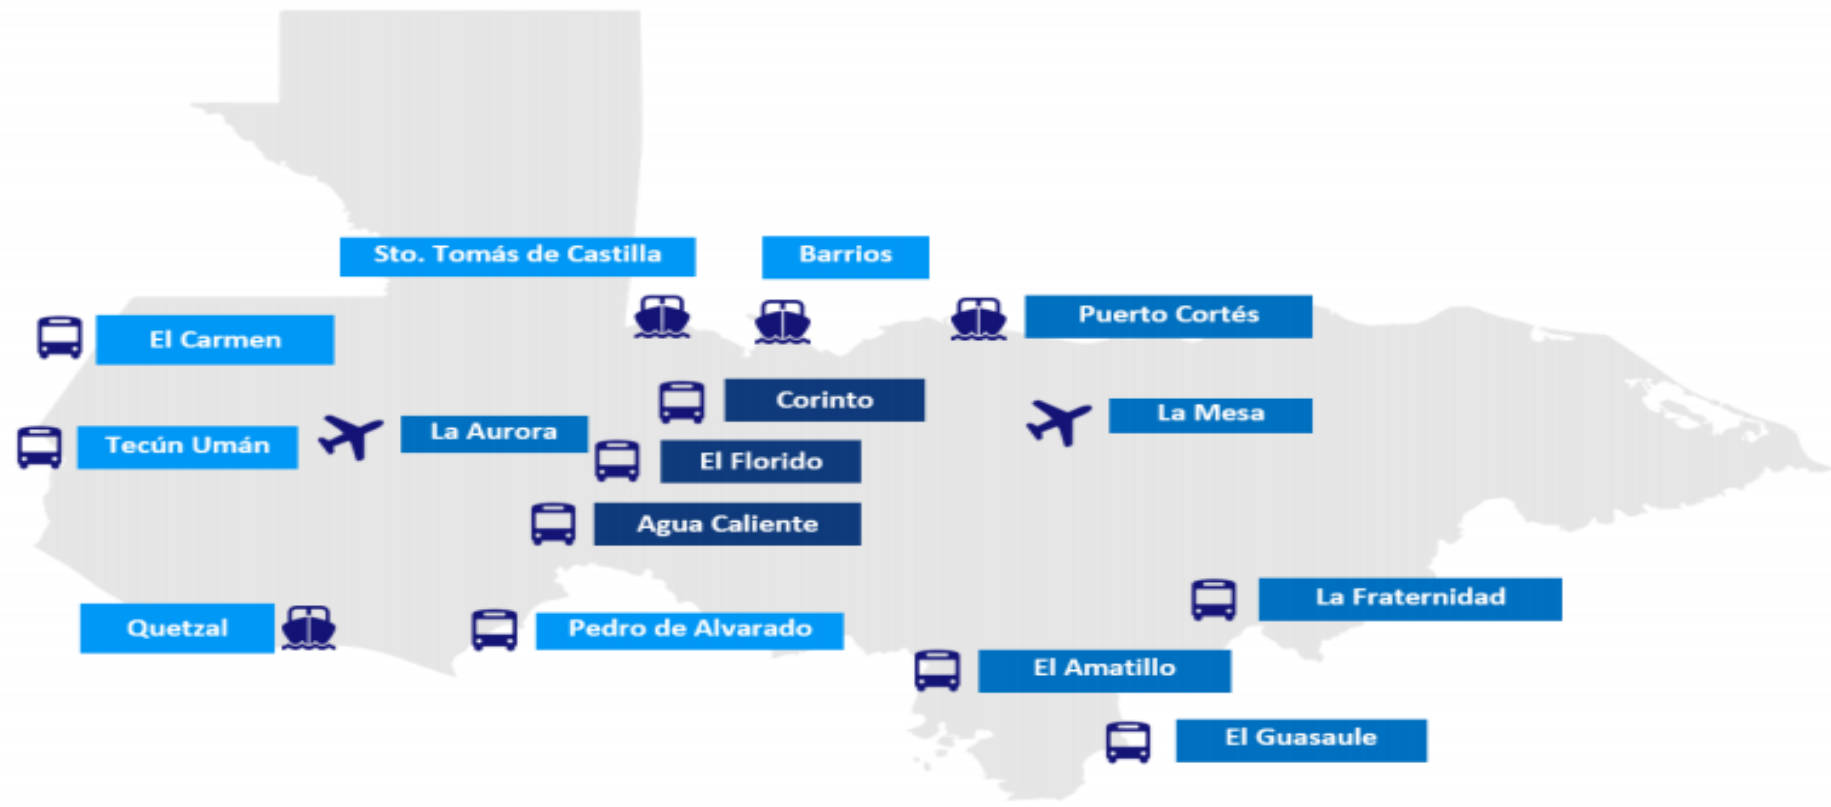 Sto. Tomás de Castilla
Barrios
Puerto Cortés
El Carmen
Corinto
La Mesa
La Aurora
Tecún Umán
El Florido
Agua Caliente
La Fraternidad
Quetzal
Pedro de Alvarado
El Amatillo
El Guasaule